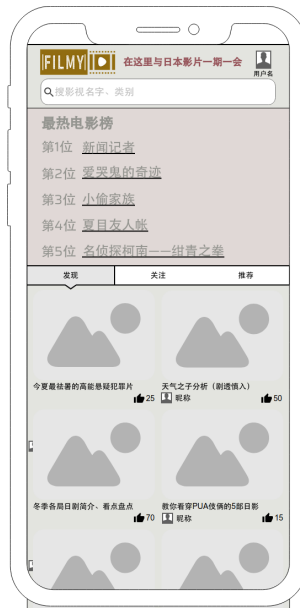 FILMY
在这里与日本影片一期一会
用户名
搜影视名字、类别
最热电影榜
第1位 新闻记者
第2位 爱哭鬼的奇迹
第3位 小偷家族
第4位 夏目友人帐
第5位 名侦探柯南——绀青之拳
发现 关注 推荐
今夏最祛暑的高能悬疑犯罪片
25
天气之子分析（剧透慎入）
昵称 50
冬季各局日剧简介、看点盘点
70
教你看穿PUA伎俩的5部日影
昵称 15